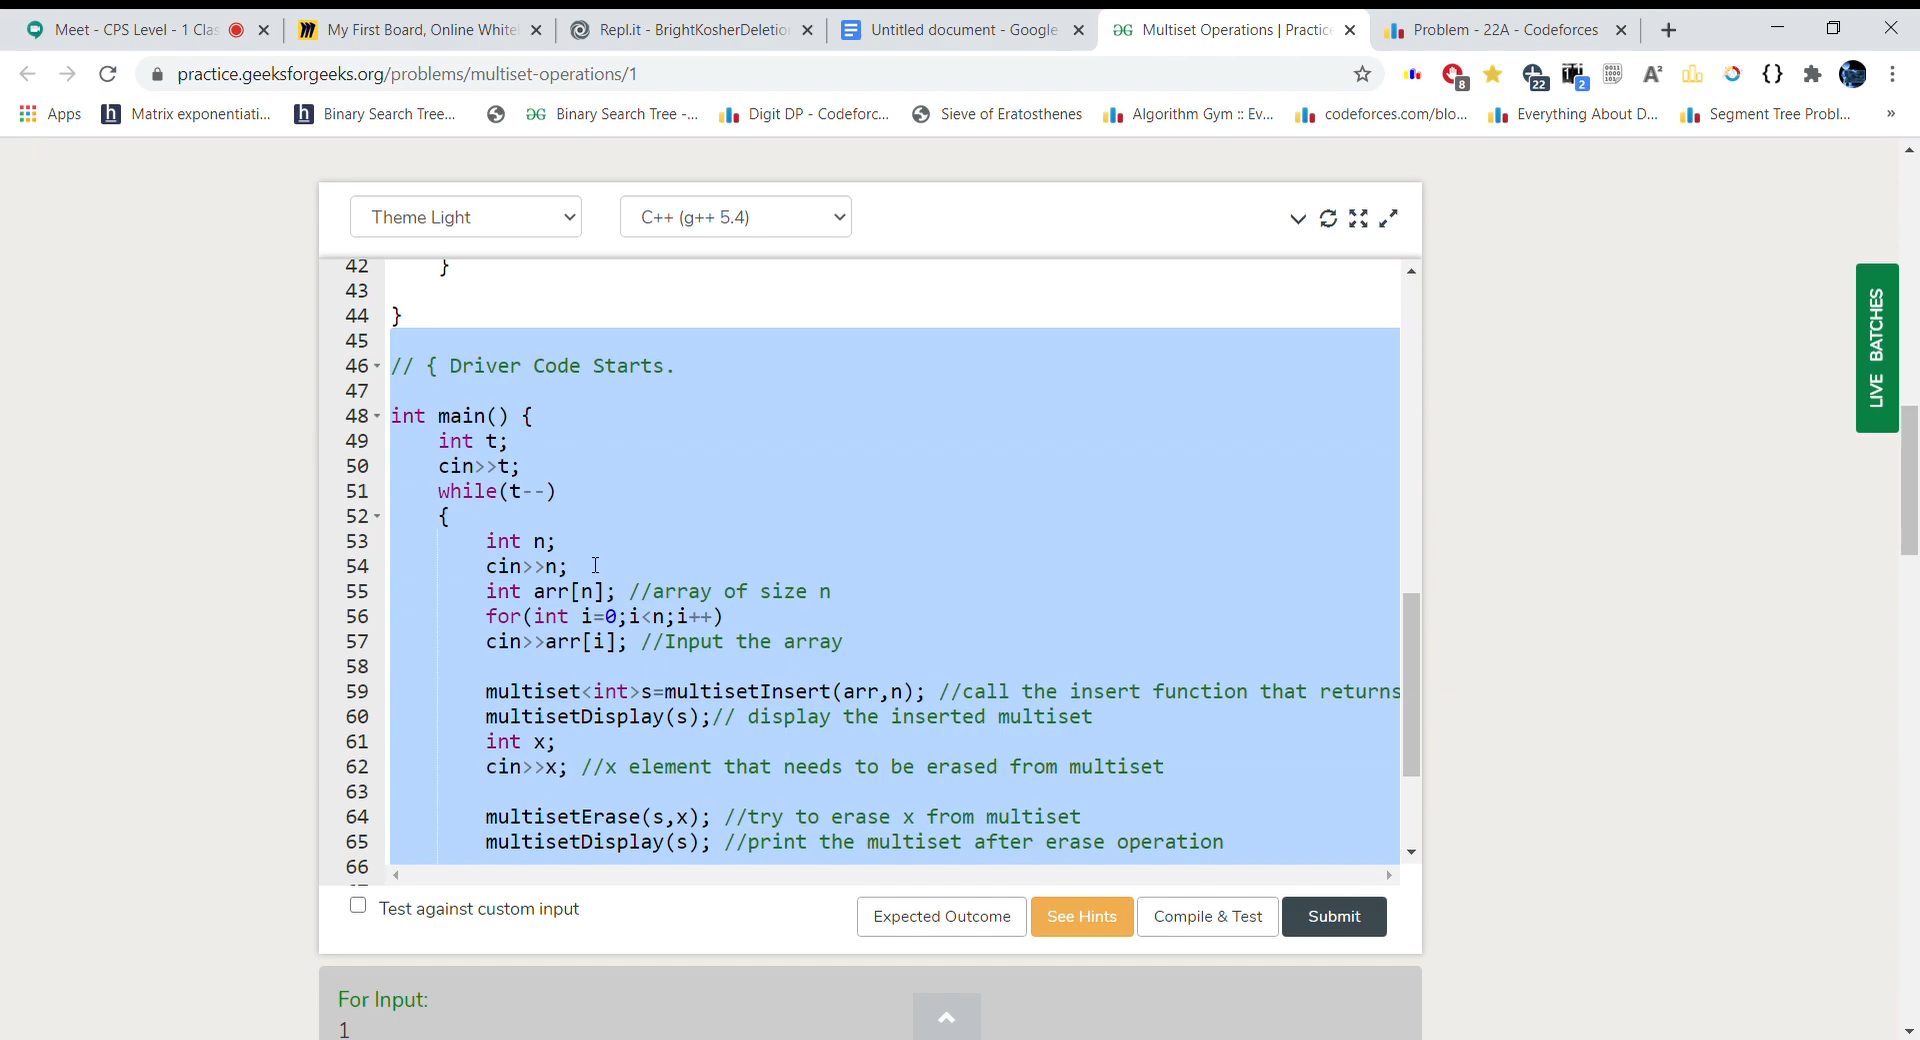 Meet - CPS Level - 1 Clas
My First Board, Online White
Repl.it - BrightKosherDeletion
Untitled document - Google
Multiset Operations | Practice
Problem - 22A - Codeforces
practice.geeksforgeeks.org/problems/multiset-operations/1
8
22
2
A²
{}
Apps
Matrix exponentiati...
Binary Search Tree...
Binary Search Tree -...
Digit DP - Codeforc...
Sieve of Eratosthenes
Algorithm Gym :: Ev...
codeforces.com/blo...
Everything About D...
Segment Tree Probl...
»
Theme Light
C++ (g++ 5.4)
LIVE BATCHES
42 }
43
44 }
45
46 // { Driver Code Starts.
47
48 int main() {
49 int t;
50 cin>>t;
51 while(t--)
52 {
53 int n;
54 cin>>n;
55 int arr[n]; //array of size n
56 for(int i=0;i<n;i++)
57 cin>>arr[i]; //Input the array
58
59 multiset<int>s=multisetInsert(arr,n); //call the insert function that returns
60 multisetDisplay(s);// display the inserted multiset
61 int x;
62 cin>>x; //x element that needs to be erased from multiset
63
64 multisetErase(s,x); //try to erase x from multiset
65 multisetDisplay(s); //print the multiset after erase operation
66
Test against custom input
Expected Outcome
See Hints
Compile & Test
Submit
For Input:
1